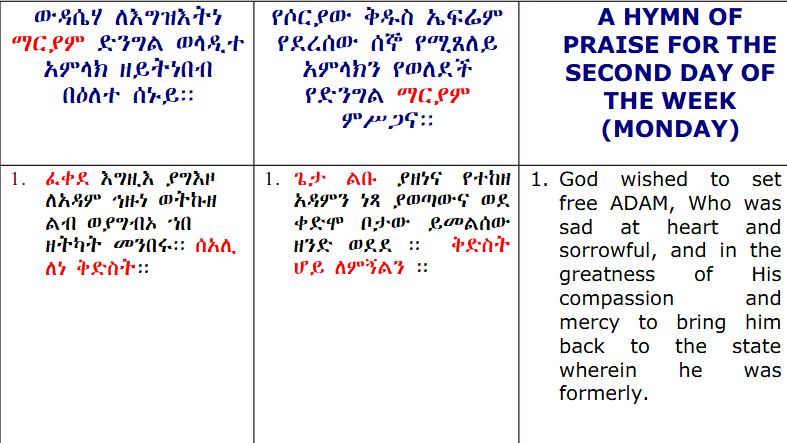 ውዳሴሃ ለእግዝእትነ
ማርያም ድንግል ወላዲተ
አምላክ ዘይትነበብ
በዕለተ ሰኑይ፡፡
የሶርያው ቅዱስ ኤፍሬም
የደረሰው ሰኞ የሚጸለይ
አምላክን የወለደች
የድንግል ማርያም
ምሥጋና፡፡
A HYMN OF
PRAISE FOR THE
SECOND DAY OF
THE WEEK
(MONDAY)
1. ፈቀደ እግዚእ ያግእዞ
ለአዳም ኅዙነ ወትኩዘ
ልብ ወያግብኦ ኀበ
ዘትካት መንበሩ፡፡ ሰአሊ
ለነ ቅድስት፡፡
1. ጌታ ልቡ ያዘነና የተከዘ
አዳምን ነጻ ያወጣውና ወደ
ቀድሞ ቦታው ይመልሰው
ዘንድ ወደደ ፡፡ ቅድስት
ሆይ ለምኝልን ፡፡
1. God wished to set
free ADAM, Who was
sad at heart and
sorrowful, and in the
greatness of His
compassion and
mercy to bring him
back to the state
wherein he was
formerly.